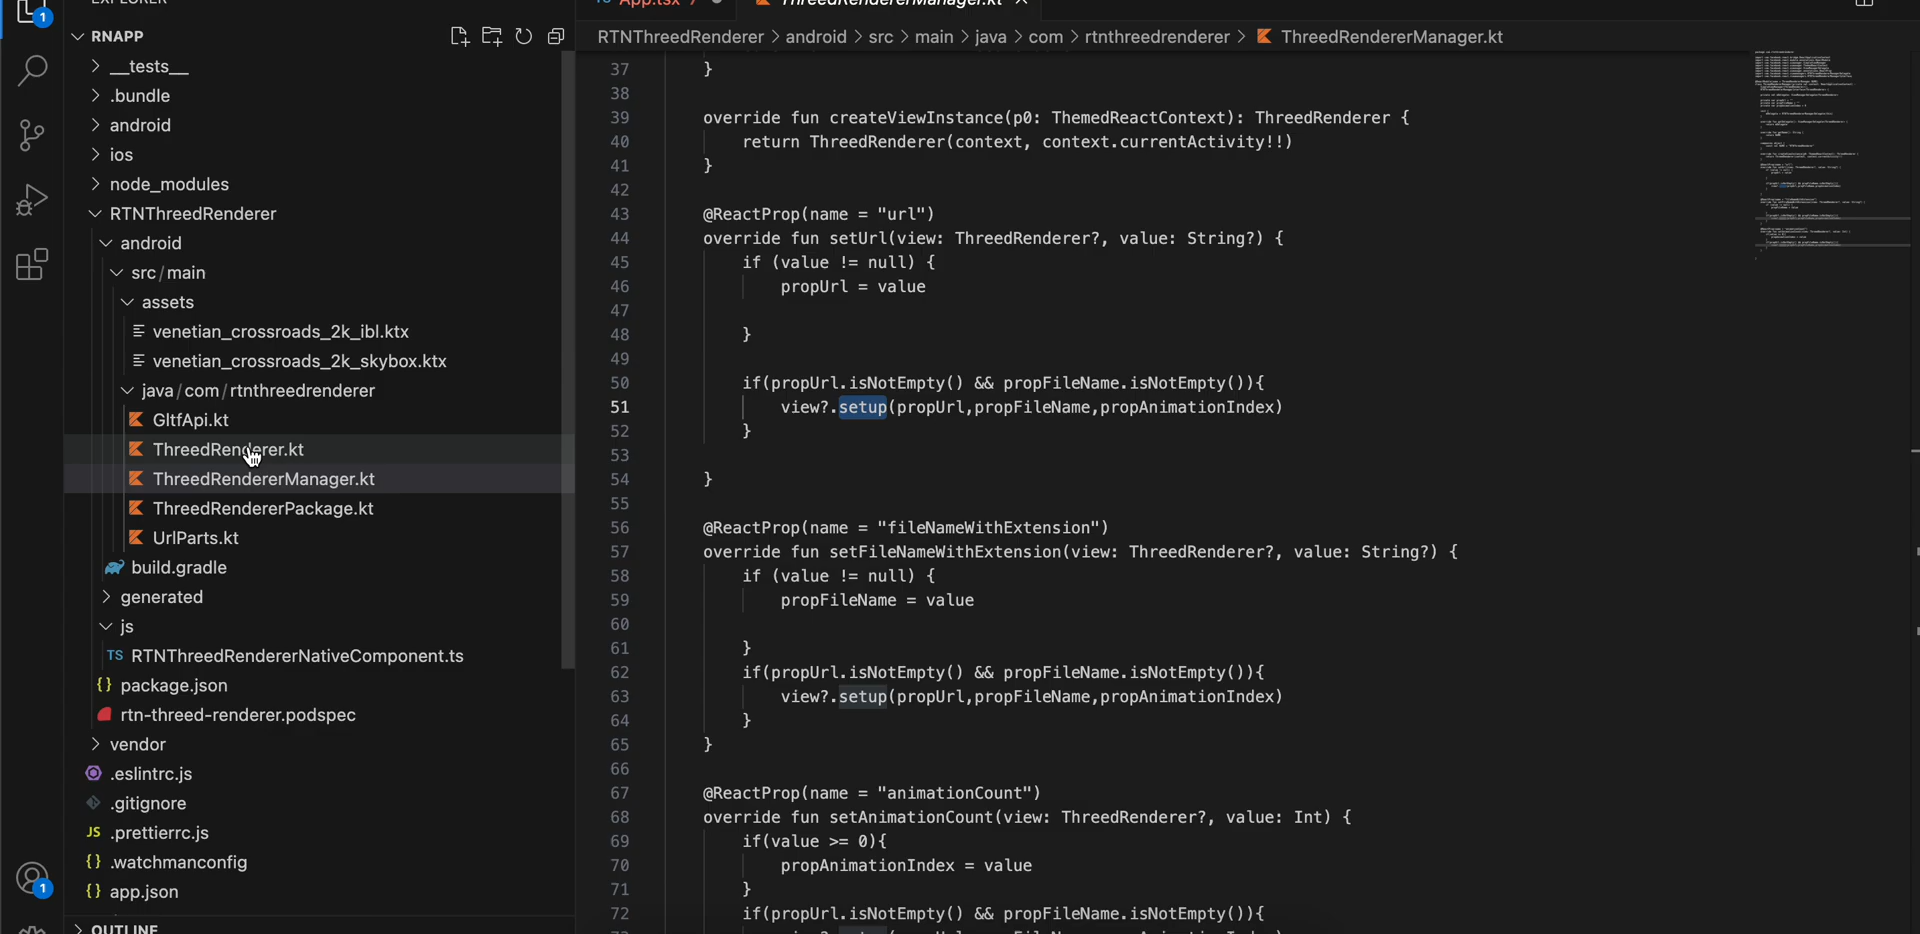 EXPLORER
RNAPP
__tests__
.bundle
android
ios
node_modules
RTNThreedRenderer
android
src/main
assets
venetian_crossroads_2k_ibl.ktx
venetian_crossroads_2k_skybox.ktx
java/com/rtnthreedrenderer
GltfApi.kt
ThreedRenderer.kt
ThreedRendererManager.kt
ThreedRendererPackage.kt
UrlParts.kt
build.gradle
generated
js
TS RTNThreedRendererNativeComponent.ts
{} package.json
rtn-threed-renderer.podspec
vendor
.eslintrc.js
.gitignore
JS .prettierrc.js
{} .watchmanconfig
{} app.json
OUTLINE
1
1
App.tsx 7
ThreedRendererManager.kt
RTNThreedRenderer > android > src > main > java > com > rtnthreedrenderer > ThreedRendererManager.kt
37 }
38
39 override fun createViewInstance(p0: ThemedReactContext): ThreedRenderer {
40 return ThreedRenderer(context, context.currentActivity!!)
41 }
42
43 @ReactProp(name = "url")
44 override fun setUrl(view: ThreedRenderer?, value: String?) {
45 if (value != null) {
46 propUrl = value
47
48 }
49
50 if(propUrl.isNotEmpty() && propFileName.isNotEmpty()){
51 view?.setup(propUrl,propFileName,propAnimationIndex)
52 }
53
54 }
55
56 @ReactProp(name = "fileNameWithExtension")
57 override fun setFileNameWithExtension(view: ThreedRenderer?, value: String?) {
58 if (value != null) {
59 propFileName = value
60
61 }
62 if(propUrl.isNotEmpty() && propFileName.isNotEmpty()){
63 view?.setup(propUrl,propFileName,propAnimationIndex)
64 }
65 }
66
67 @ReactProp(name = "animationCount")
68 override fun setAnimationCount(view: ThreedRenderer?, value: Int) {
69 if(value >= 0){
70 propAnimationIndex = value
71 }
72 if(propUrl.isNotEmpty() && propFileName.isNotEmpty()){